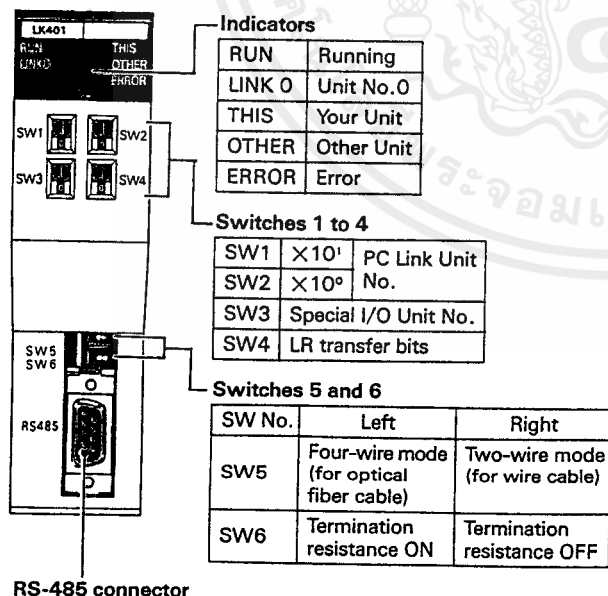 LK401
RUN THIS
LINK0 OTHER
ERROR
SW1 SW2
SW3 SW4
SW5
SW6
RS485
RS-485 connector
Indicators
RUN Running
LINK 0 Unit No.0
THIS Your Unit
OTHER Other Unit
ERROR Error
Switches 1 to 4
SW1 ×10¹ PC Link Unit
SW2 ×10⁰ No.
SW3 Special I/O Unit No.
SW4 LR transfer bits
Switches 5 and 6
SW No. Left Right
SW5 Four-wire mode (for optical fiber cable) Two-wire mode (for wire cable)
SW6 Termination resistance ON Termination resistance OFF